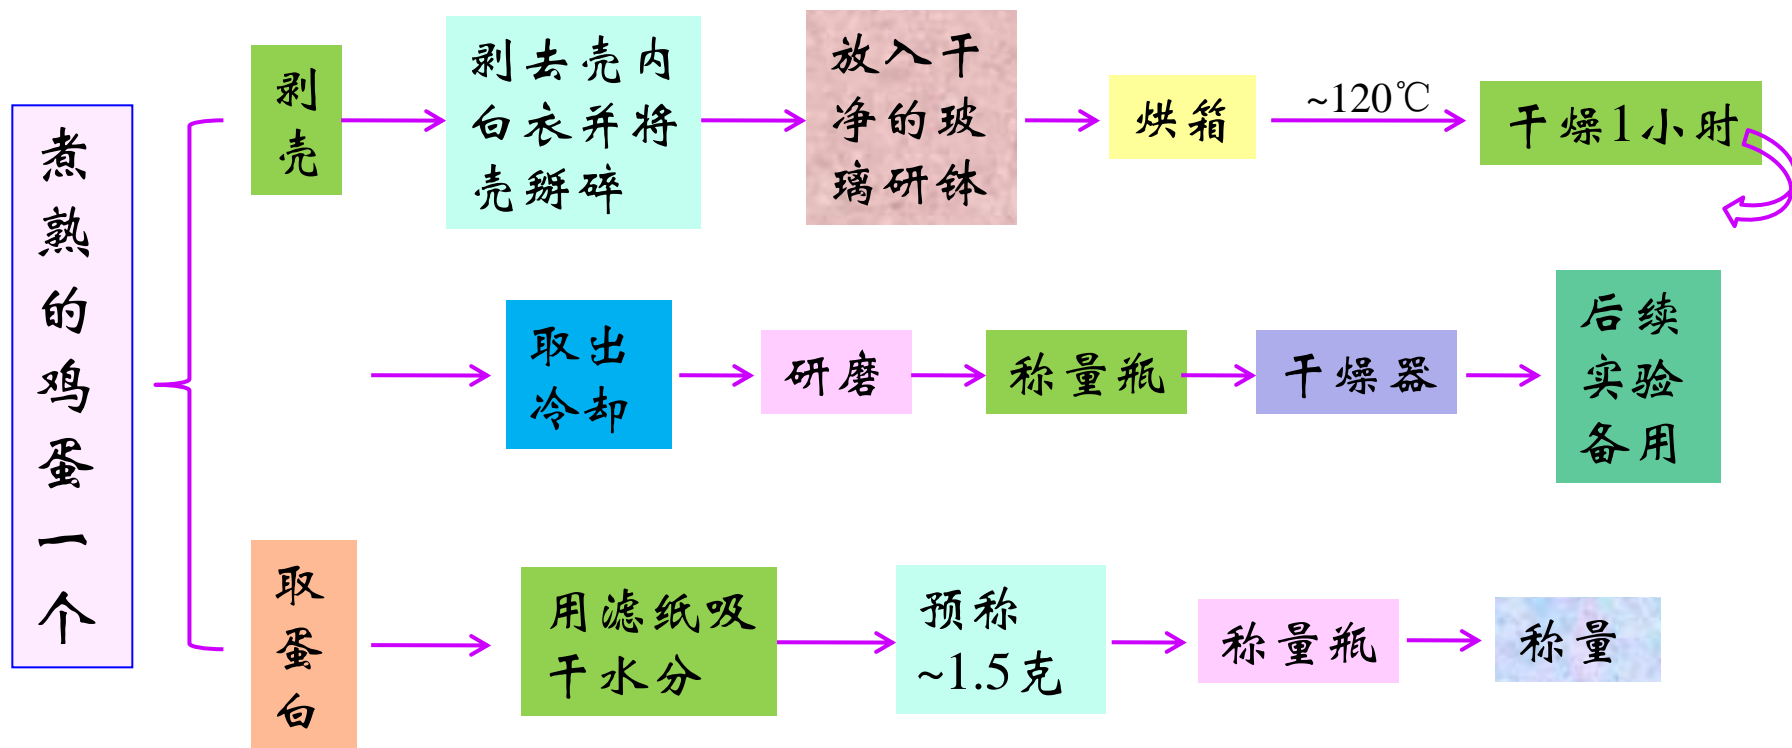 煮
熟
的
鸡
蛋
一
个
剥
壳
剥去壳内
白衣并将
壳掰碎
放入干
净的玻
璃研钵
烘箱
~120℃
干燥1小时
取出
冷却
研磨
称量瓶
干燥器
后续
实验
备用
取
蛋
白
用滤纸吸
干水分
预称
~1.5克
称量瓶
称量